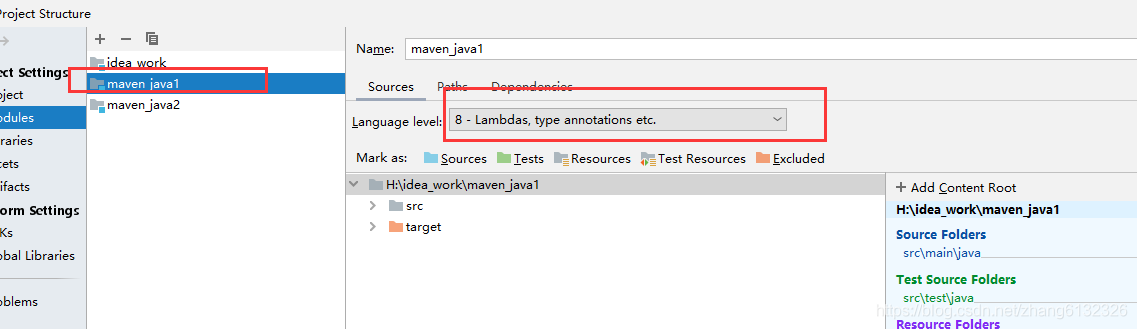 Project Structure
ect Settings
oject
odules
raries
cets
ifacts
form Settings
Ks
obal Libraries
oblems
idea_work
maven_java1
maven_java2
Name: maven_java1
Sources Paths Dependencies
Language level: 8 - Lambdas, type annotations etc.
Mark as: Sources Tests Resources Test Resources Excluded
H:\idea_work\maven_java1
src
target
+ Add Content Root
H:\idea_work\maven_java1
Source Folders
src\main\java
Test Source Folders
src\test\java
Resource Folders
https://blog.csdn.net/zhang6132326